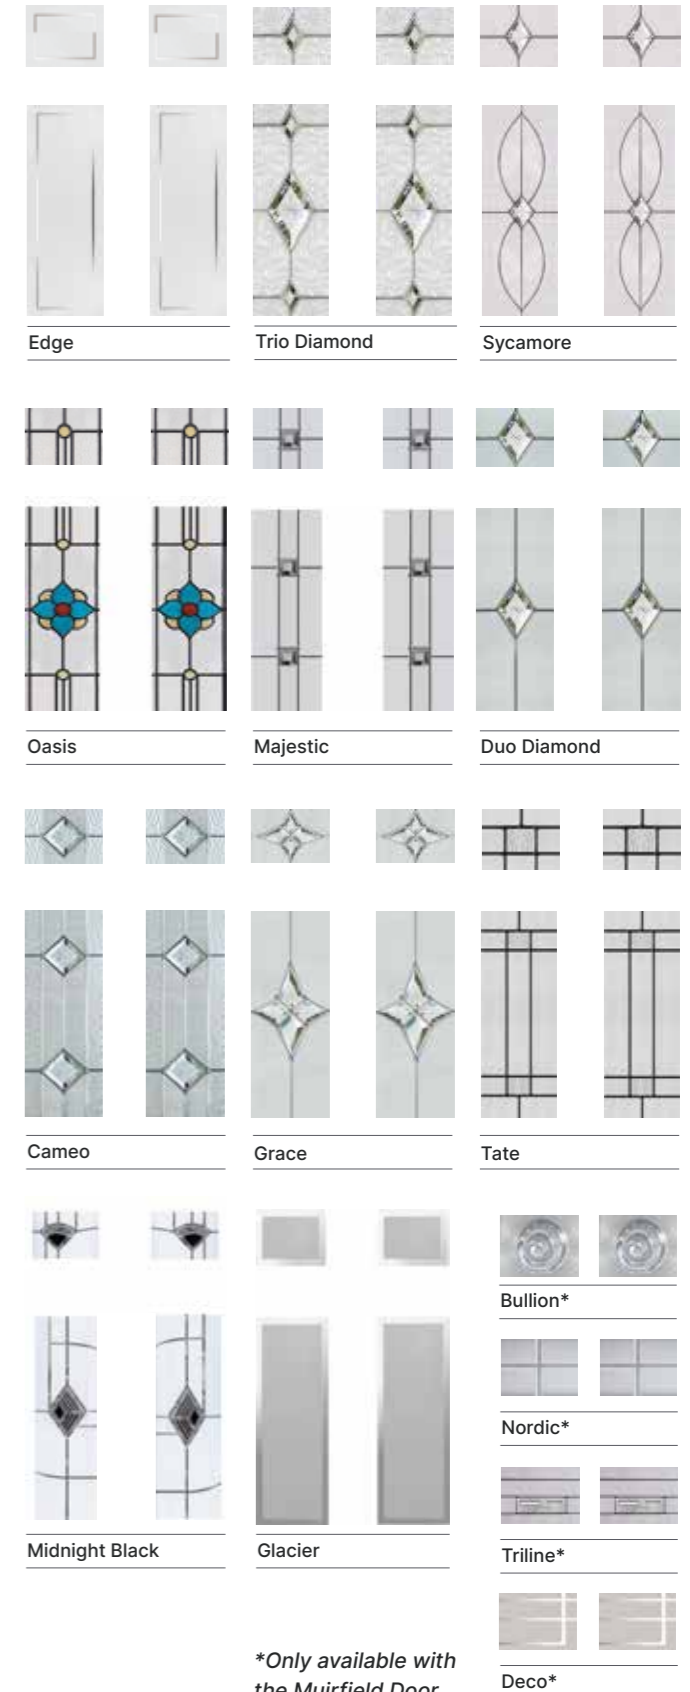 Edge
Trio Diamond
Sycamore
Oasis
Majestic
Duo Diamond
Cameo
Grace
Tate
Bullion*
Nordic*
Triline*
Midnight Black
Glacier
Deco*
*Only available with
the Muirfield Door